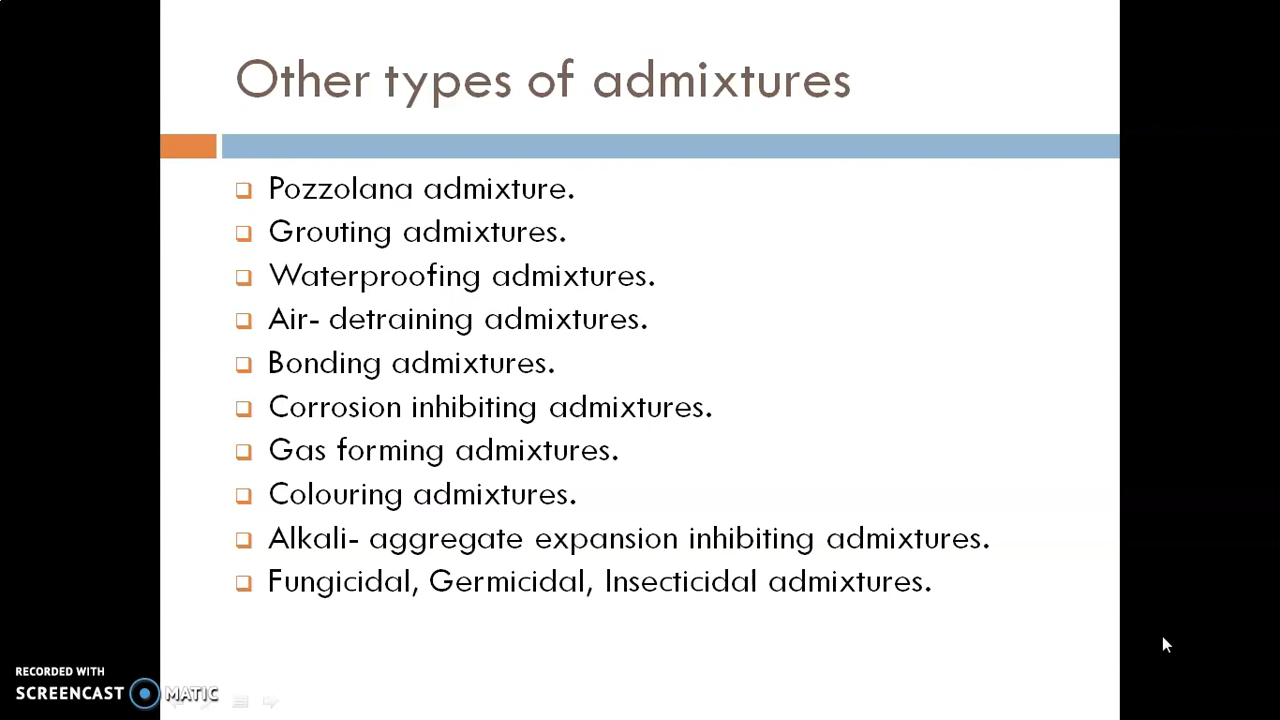 Other types of admixtures
Pozzolana admixture.
Grouting admixtures.
Waterproofing admixtures.
Air- detraining admixtures.
Bonding admixtures.
Corrosion inhibiting admixtures.
Gas forming admixtures.
Colouring admixtures.
Alkali- aggregate expansion inhibiting admixtures.
Fungicidal, Germicidal, Insecticidal admixtures.
RECORDED WITH
SCREENCAST MATIC